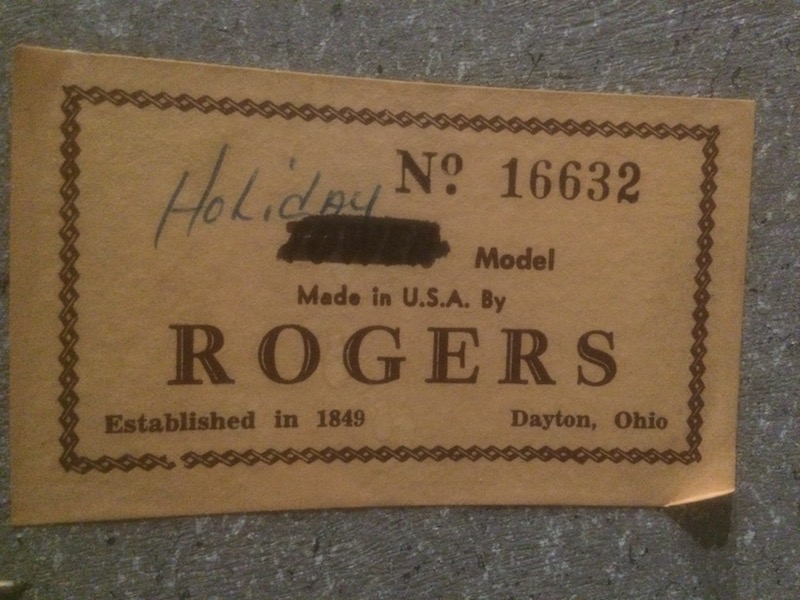 Nº 16632
Holiday
Model
Made in U.S.A. By
ROGERS
Established in 1849 Dayton, Ohio